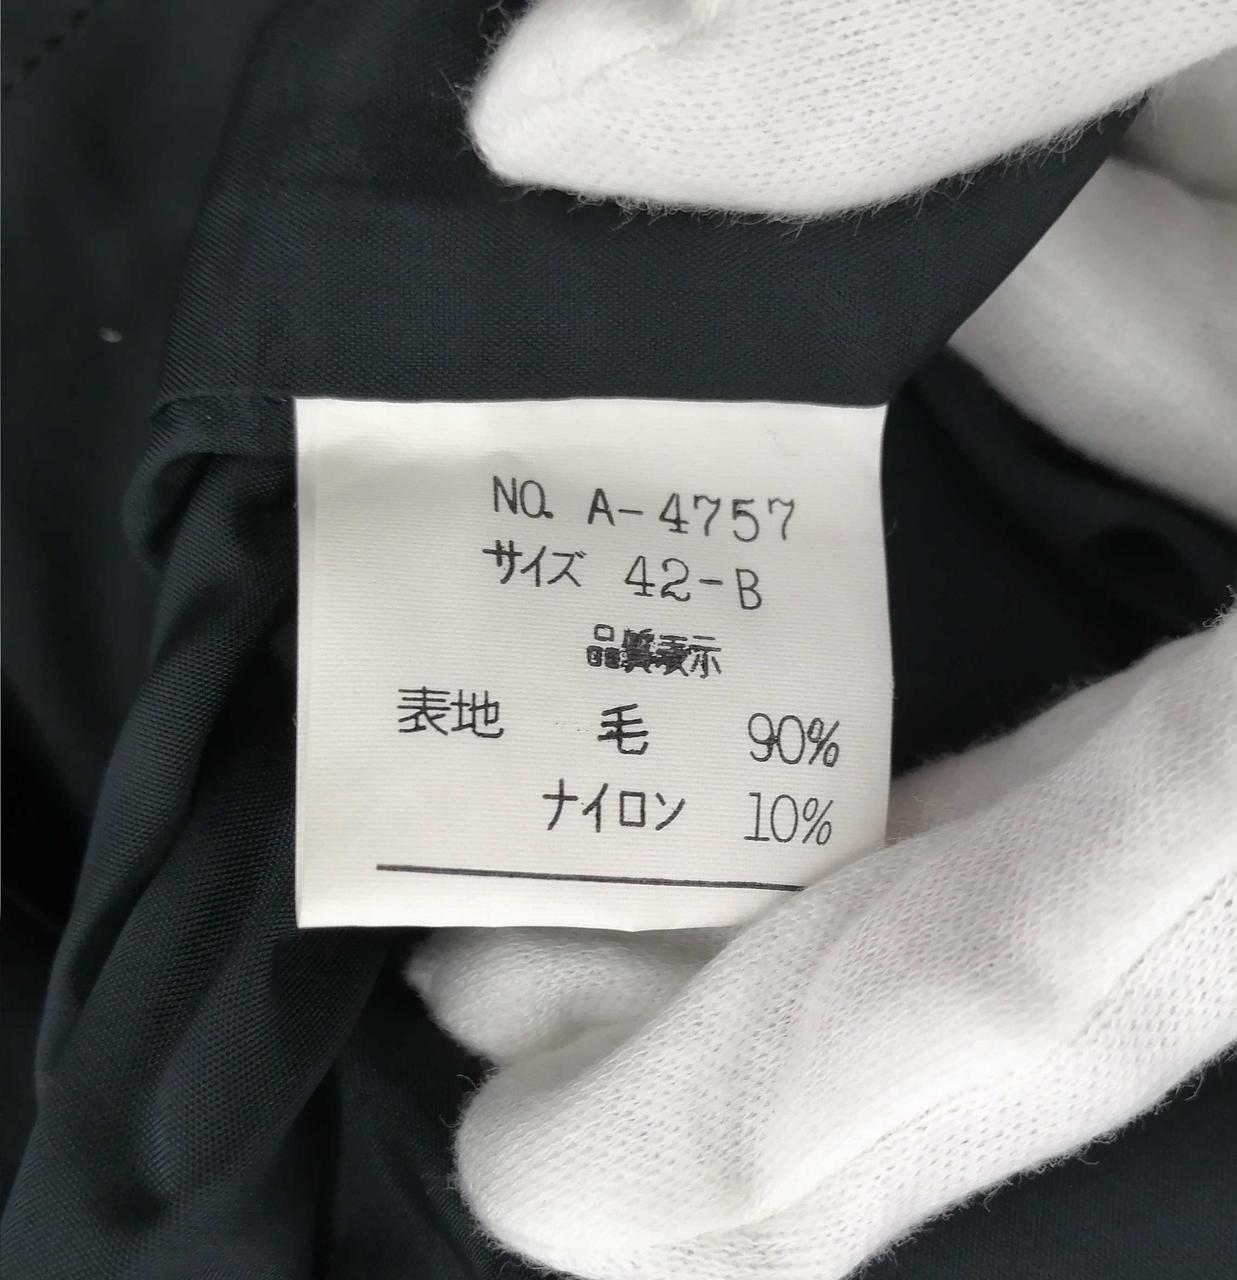 NO. A-4757
サイズ 42-B
品質表示
表地 毛 90%
ナイロン 10%